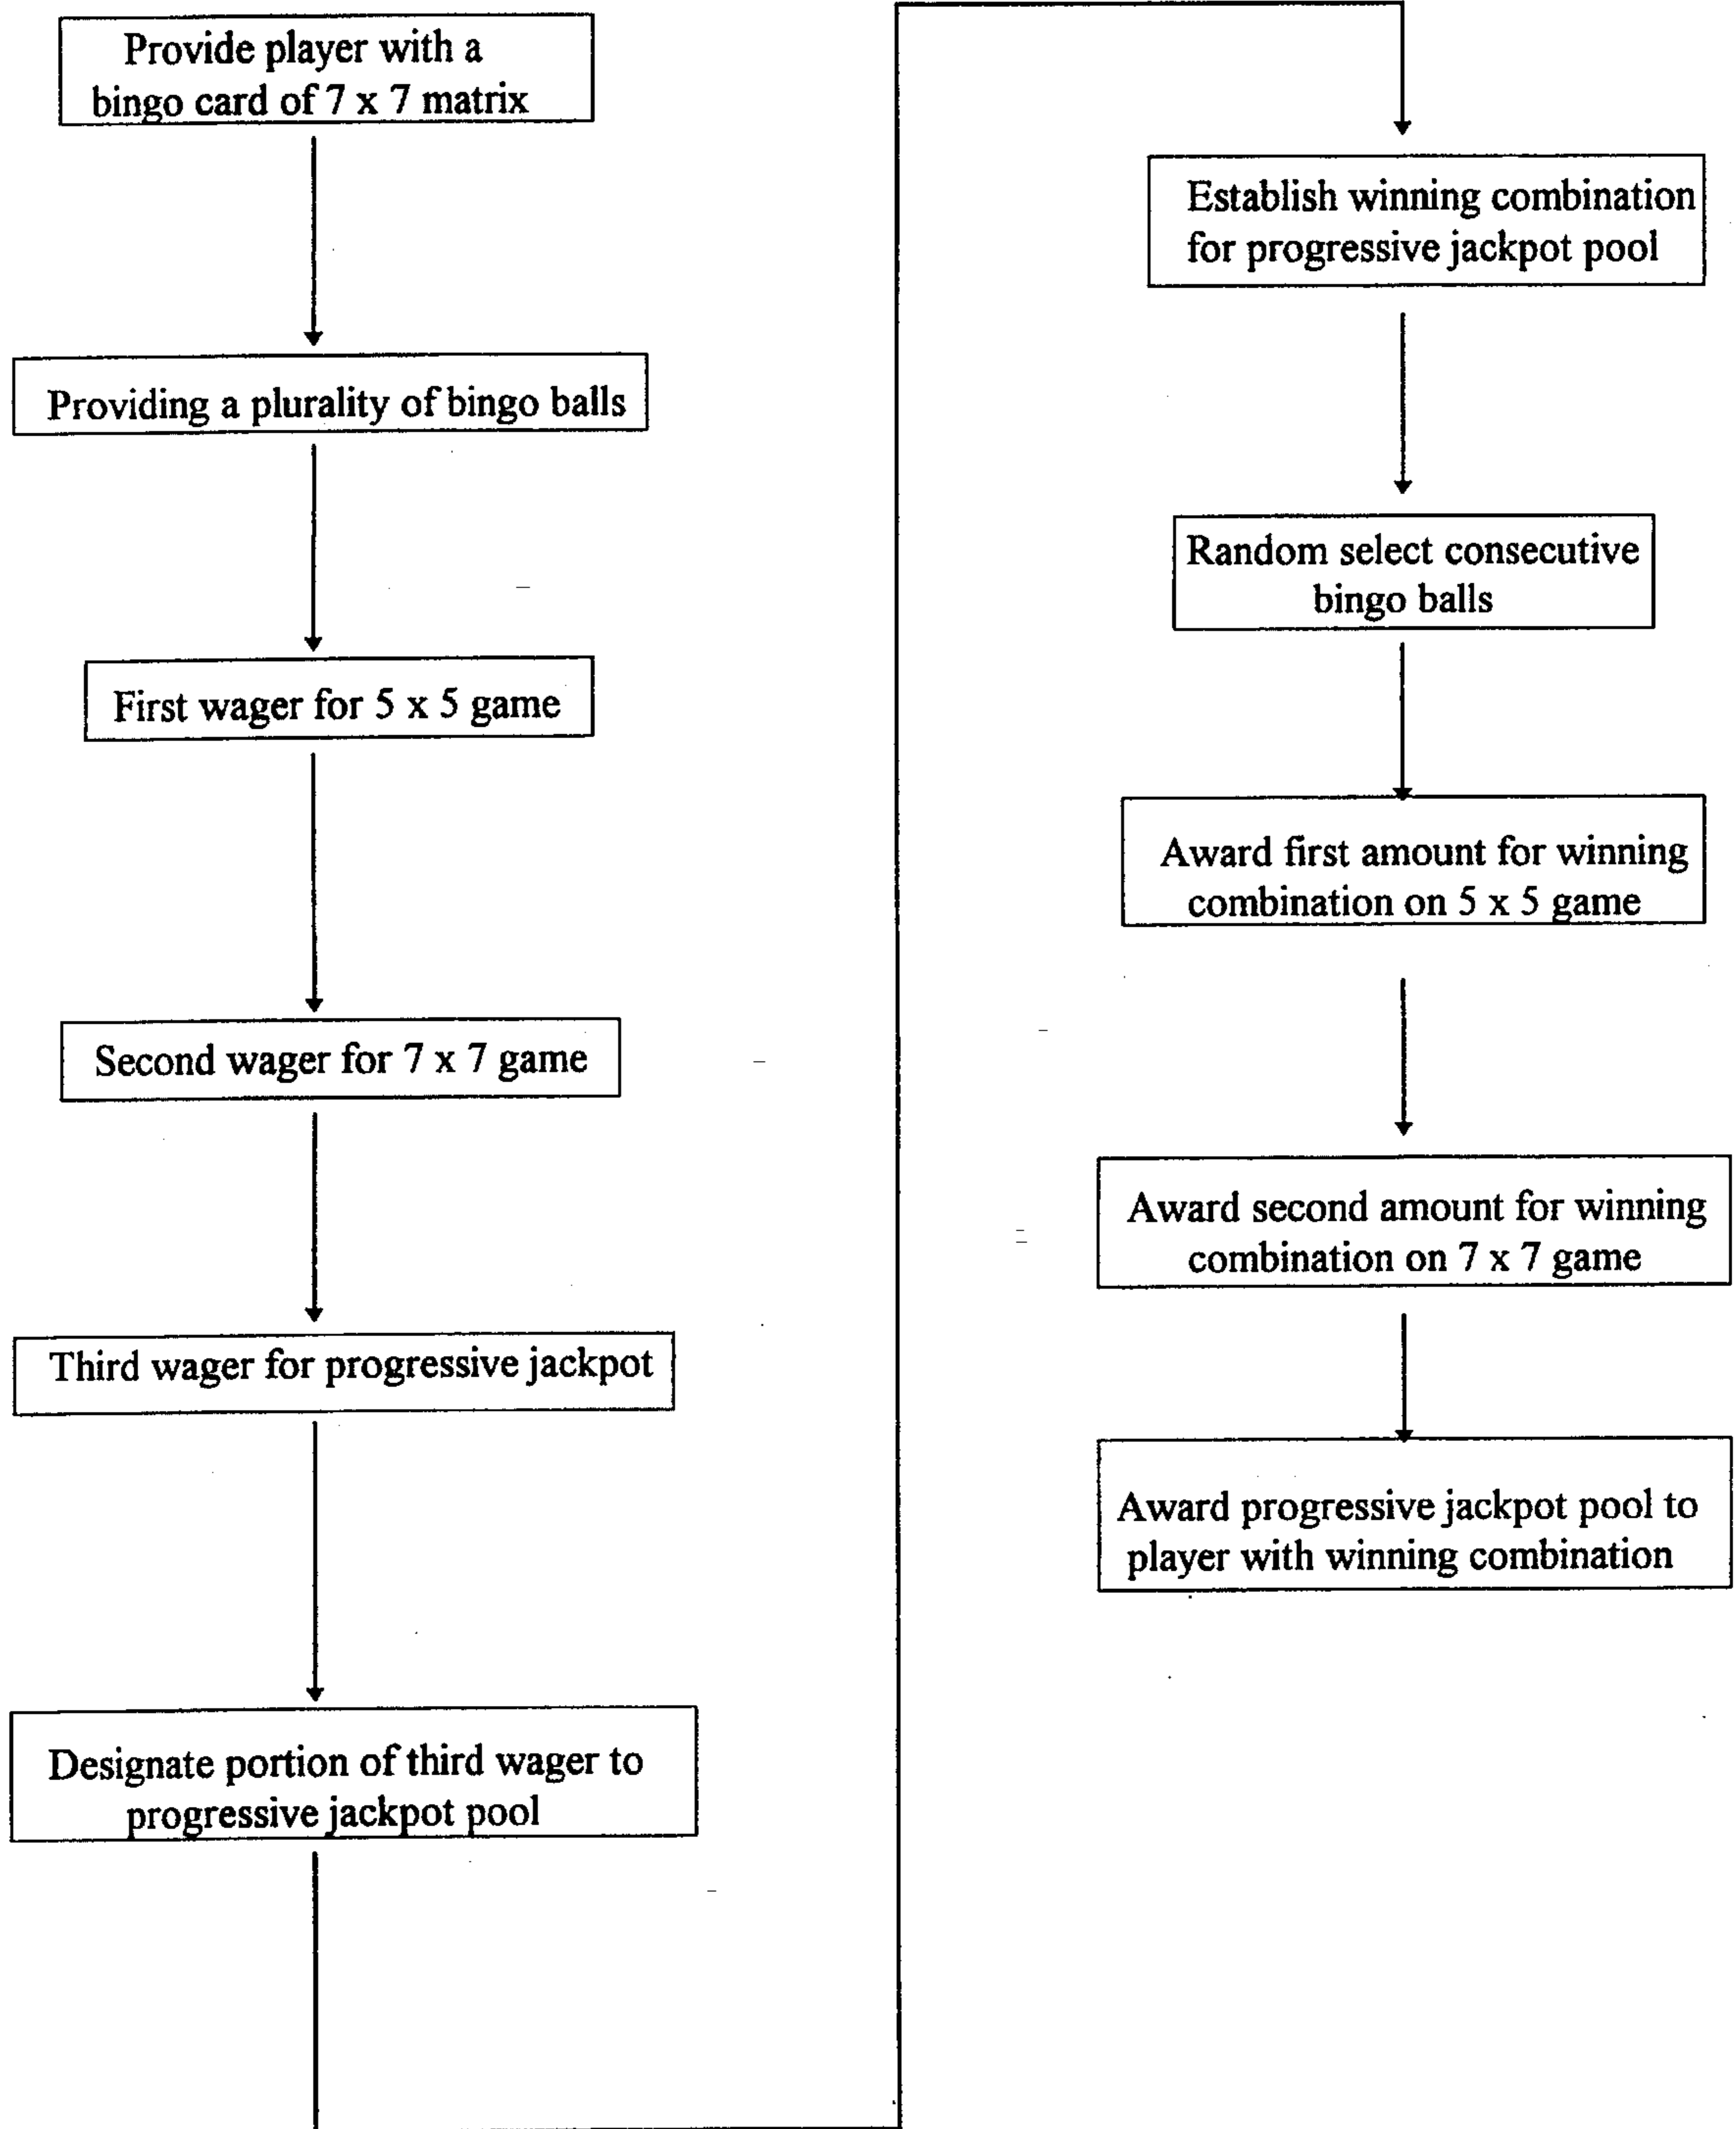 Provide player with a
bingo card of 7 x 7 matrix
Providing a plurality of bingo balls
First wager for 5 x 5 game
Second wager for 7 x 7 game
Third wager for progressive jackpot
Designate portion of third wager to
progressive jackpot pool
Establish winning combination
for progressive jackpot pool
Random select consecutive
bingo balls
Award first amount for winning
combination on 5 x 5 game
Award second amount for winning
combination on 7 x 7 game
Award progressive jackpot pool to
player with winning combination